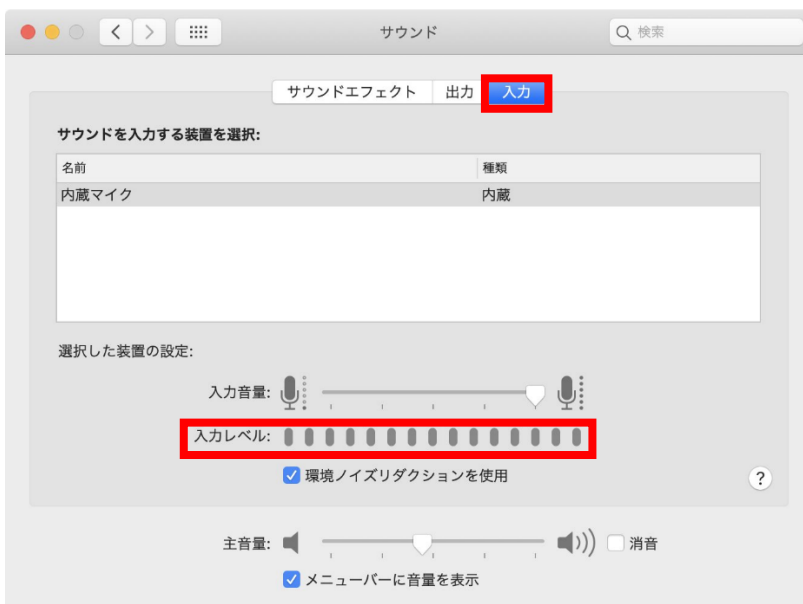 サウンド
検索
サウンドエフェクト 出力 入力
サウンドを入力する装置を選択:
名前 種類
内蔵マイク 内蔵
選択した装置の設定:
入力音量:
入力レベル:
環境ノイズリダクションを使用
?
主音量: 消音
メニューバーに音量を表示